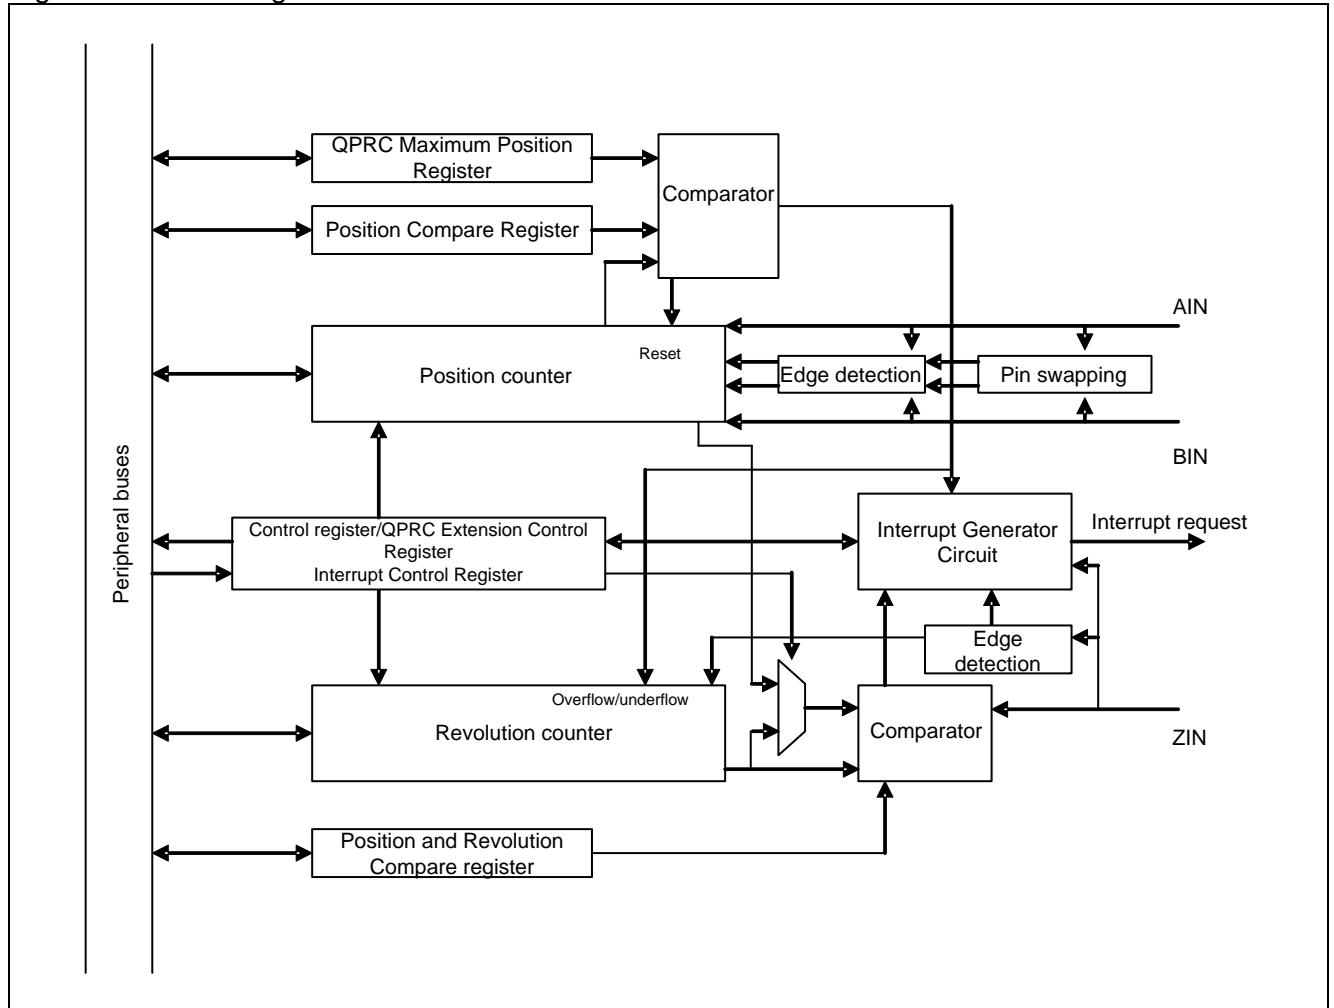 QPRC Maximum Position
Register
Comparator
Position Compare Register
AIN
Reset
Position counter
Edge detection
Pin swapping
BIN
Peripheral buses
Control register/QPRC Extension Control
Register
Interrupt Control Register
Interrupt Generator
Circuit
Interrupt request
Edge
detection
Overflow/underflow
Revolution counter
Comparator
ZIN
Position and Revolution
Compare register